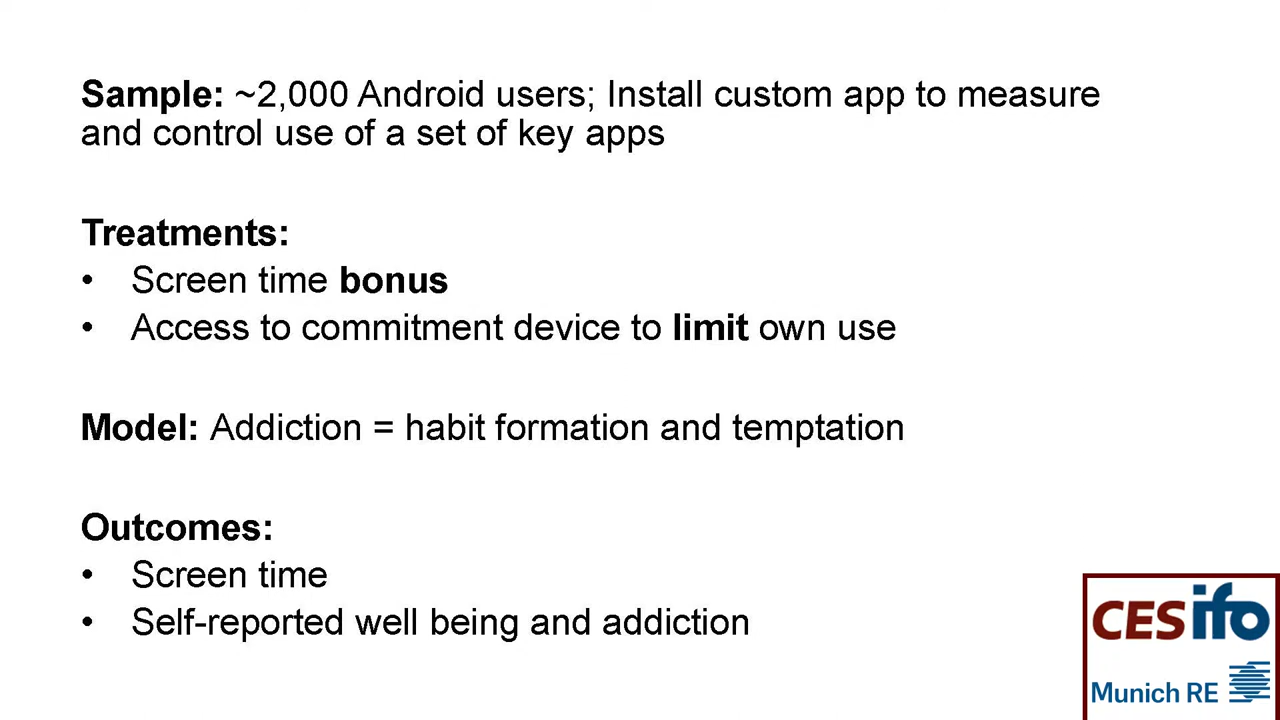 Sample: ~2,000 Android users; Install custom app to measure
and control use of a set of key apps
Treatments:
• Screen time bonus
• Access to commitment device to limit own use
Model: Addiction = habit formation and temptation
Outcomes:
• Screen time
• Self-reported well being and addiction
CESifo
Munich RE